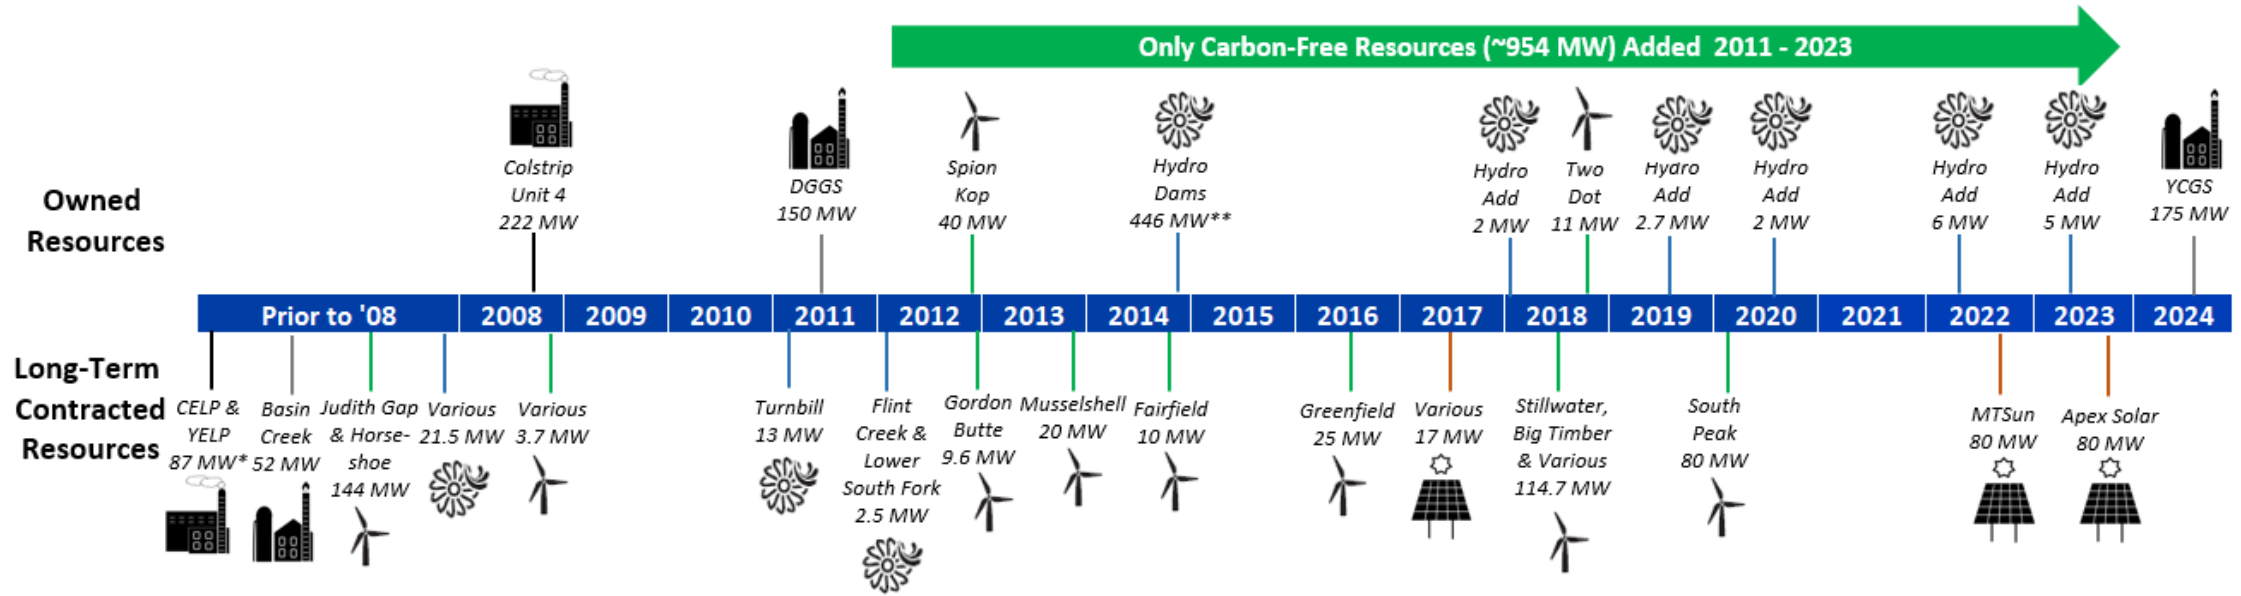 Only Carbon-Free Resources (~954 MW) Added 2011 - 2023
Owned
Resources
Colstrip
Unit 4
222 MW
DGGS
150 MW
Spion
Kop
40 MW
Hydro
Dams
446 MW**
Hydro
Add
2 MW
Two
Dot
11 MW
Hydro
Add
2.7 MW
Hydro
Add
2 MW
Hydro
Add
6 MW
Hydro
Add
5 MW
YCGS
175 MW
Prior to '08 2008 2009 2010 2011 2012 2013 2014 2015 2016 2017 2018 2019 2020 2021 2022 2023 2024
Long-Term
Contracted
Resources
CELP &
YELP
87 MW*
Basin
Creek
52 MW
Judith Gap
& Horse-
shoe
144 MW
Various
21.5 MW
Various
3.7 MW
Turnbill
13 MW
Flint
Creek &
Lower
South Fork
2.5 MW
Gordon
Butte
9.6 MW
Musselshell
20 MW
Fairfield
10 MW
Greenfield
25 MW
Various
17 MW
Stillwater,
Big Timber
& Various
114.7 MW
South
Peak
80 MW
MTSun
80 MW
Apex Solar
80 MW